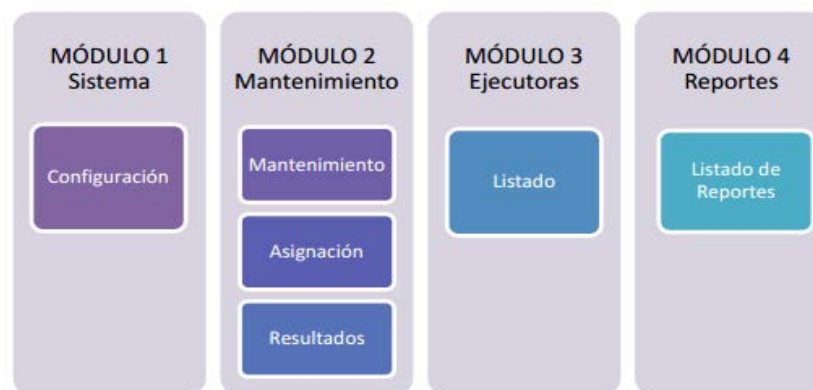 MÓDULO 1
Sistema
Configuración
MÓDULO 2
Mantenimiento
Mantenimiento
Asignación
Resultados
MÓDULO 3
Ejecutoras
Listado
MÓDULO 4
Reportes
Listado de
Reportes